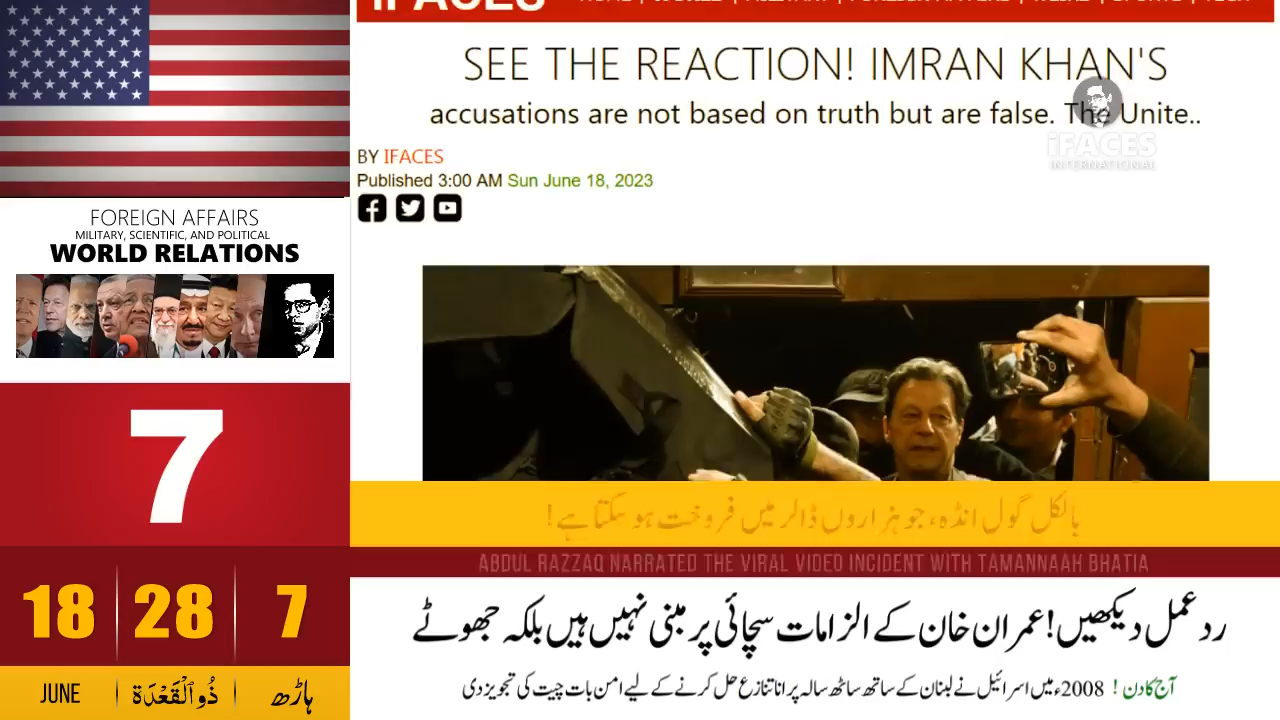 iFACES
SEE THE REACTION! IMRAN KHAN'S
accusations are not based on truth but are false. The Unite..
iFACES
INTERNATIONAL
BY IFACES
Published 3:00 AM Sun June 18, 2023
FOREIGN AFFAIRS
MILITARY, SCIENTIFIC, AND POLITICAL
WORLD RELATIONS
7
بالکل گول انڈہ، جو ہزاروں ڈالر میں فروخت ہو سکتا ہے!
ABDUL RAZZAQ NARRATED THE VIRAL VIDEO INCIDENT WITH TAMANNAAH BHATIA
18 28 7
JUNE ذُوالْقَعْدَة ہاڑھ
رد عمل دیکھیں! عمران خان کے الزامات سچائی پر مبنی نہیں ہیں بلکہ جھوٹے
آج کا دن ! 2008ء میں اسرائیل نے لبنان کے ساتھ ساٹھ سالہ پرانا تنازع حل کرنے کے لیے امن بات چیت کی تجویز دی